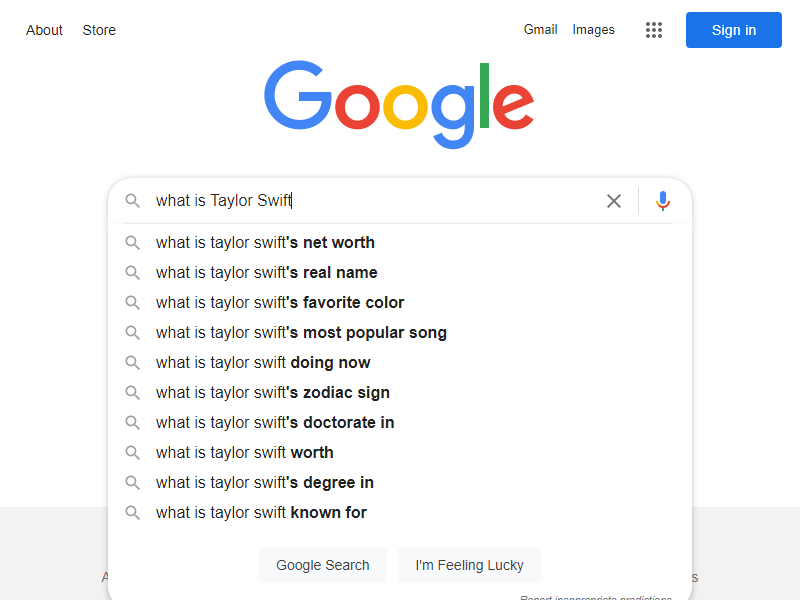 About Store Gmail Images Sign in
Google
what is Taylor Swift
what is taylor swift's net worth
what is taylor swift's real name
what is taylor swift's favorite color
what is taylor swift's most popular song
what is taylor swift doing now
what is taylor swift's zodiac sign
what is taylor swift's doctorate in
what is taylor swift worth
what is taylor swift's degree in
what is taylor swift known for
Google Search I'm Feeling Lucky
Report inappropriate predictions